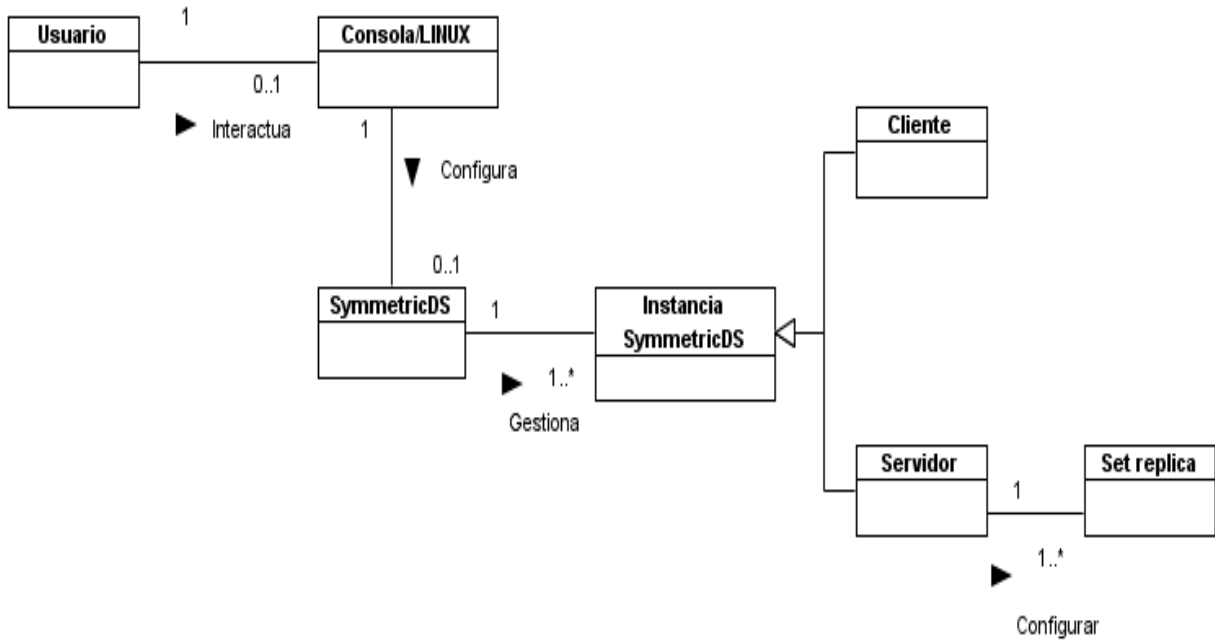 Usuario
1
Consola/LINUX
0..1
Interactua
1
Configura
Cliente
0..1
SymmetricDS
1
Instancia
SymmetricDS
1..*
Gestiona
Servidor
1
Set replica
1..*
Configurar